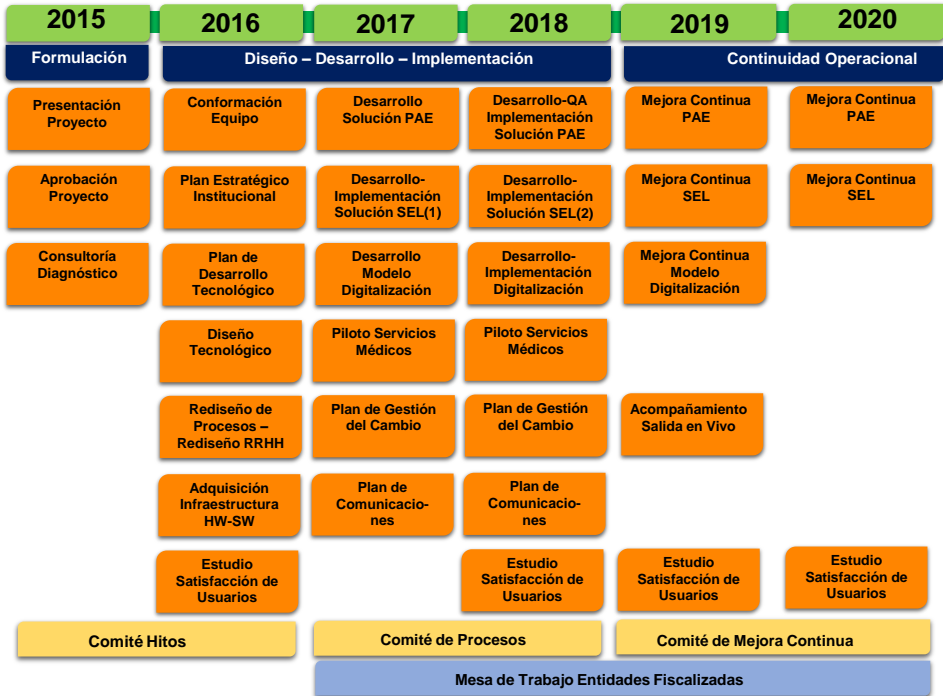 2015 2016 2017 2018 2019 2020
Formulación Diseño – Desarrollo – Implementación Continuidad Operacional
Presentación
Proyecto
Conformación
Equipo
Desarrollo
Solución PAE
Desarrollo-QA
Implementación
Solución PAE
Mejora Continua
PAE
Mejora Continua
PAE
Aprobación
Proyecto
Plan Estratégico
Institucional
Desarrollo-
Implementación
Solución SEL(1)
Desarrollo-
Implementación
Solución SEL(2)
Mejora Continua
SEL
Mejora Continua
SEL
Consultoría
Diagnóstico
Plan de
Desarrollo
Tecnológico
Desarrollo
Modelo
Digitalización
Desarrollo-
Implementación
Digitalización
Mejora Continua
Modelo
Digitalización
Diseño
Tecnológico
Piloto Servicios
Médicos
Piloto Servicios
Médicos
Rediseño de
Procesos –
Rediseño RRHH
Plan de Gestión
del Cambio
Plan de Gestión
del Cambio
Acompañamiento
Salida en Vivo
Adquisición
Infraestructura
HW-SW
Plan de
Comunicacio-
nes
Plan de
Comunicacio-
nes
Estudio
Satisfacción de
Usuarios
Estudio
Satisfacción de
Usuarios
Estudio
Satisfacción de
Usuarios
Estudio
Satisfacción de
Usuarios
Comité Hitos Comité de Procesos Comité de Mejora Continua
Mesa de Trabajo Entidades Fiscalizadas